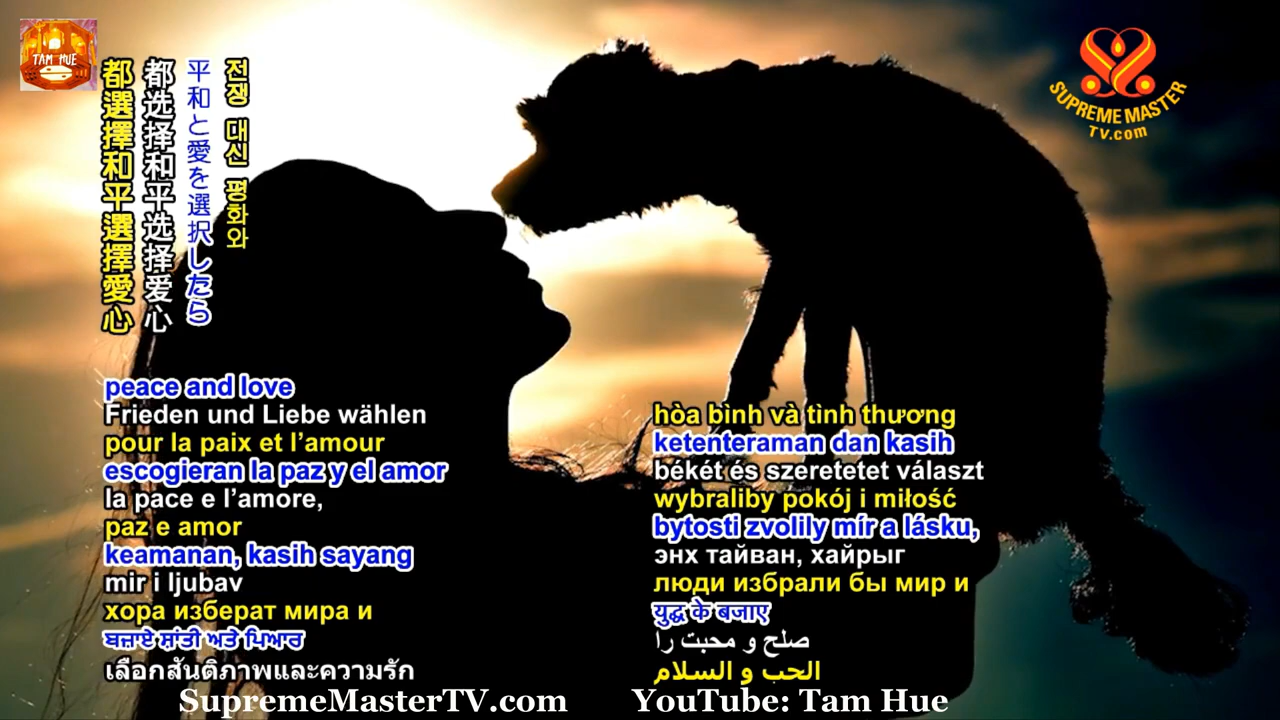 TAM HUE
SUPREME MASTER
TV.com
都選擇和平選擇愛心
都选择和平选择爱心
平和と愛を選択したら
전쟁 대신 평화와
peace and love
Frieden und Liebe wählen
pour la paix et l’amour
escogieran la paz y el amor
la pace e l’amore,
paz e amor
keamanan, kasih sayang
mir i ljubav
хора изберат мира и
ਬਜ਼ਾਏ ਸ਼ਾਂਤੀ ਅਤੇ ਪਿਆਰ
เลือกสันติภาพและความรัก
hòa bình và tình thương
ketenteraman dan kasih
békét és szeretetet választ
wybraliby pokój i miłość
bytosti zvolily mír a lásku,
энх тайван, хайрыг
люди избрали бы мир и
युद्ध के बजाए
صلح و محبت را
الحب و السلام
SupremeMasterTV.com
YouTube: Tam Hue